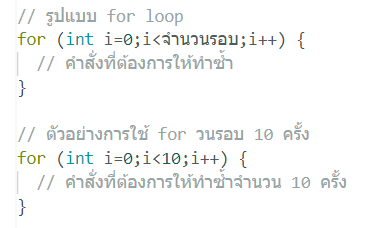 // รูปแบบ for loop
for (int i=0;i<จำนวนรอบ;i++) {
// คำสั่งที่ต้องการให้ทำซ้ำ
}
// ตัวอย่างการใช้ for วนรอบ 10 ครั้ง
for (int i=0;i<10;i++) {
// คำสั่งที่ต้องการให้ทำซ้ำจำนวน 10 ครั้ง
}